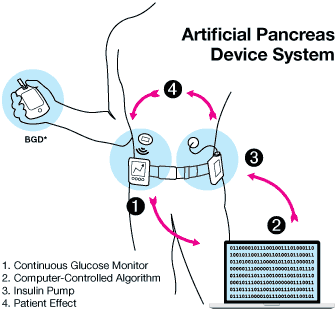 Artificial Pancreas
Device System
4
BGD*
3
1
2
1. Continuous Glucose Monitor
2. Computer-Controlled Algorithm
3. Insulin Pump
4. Patient Effect